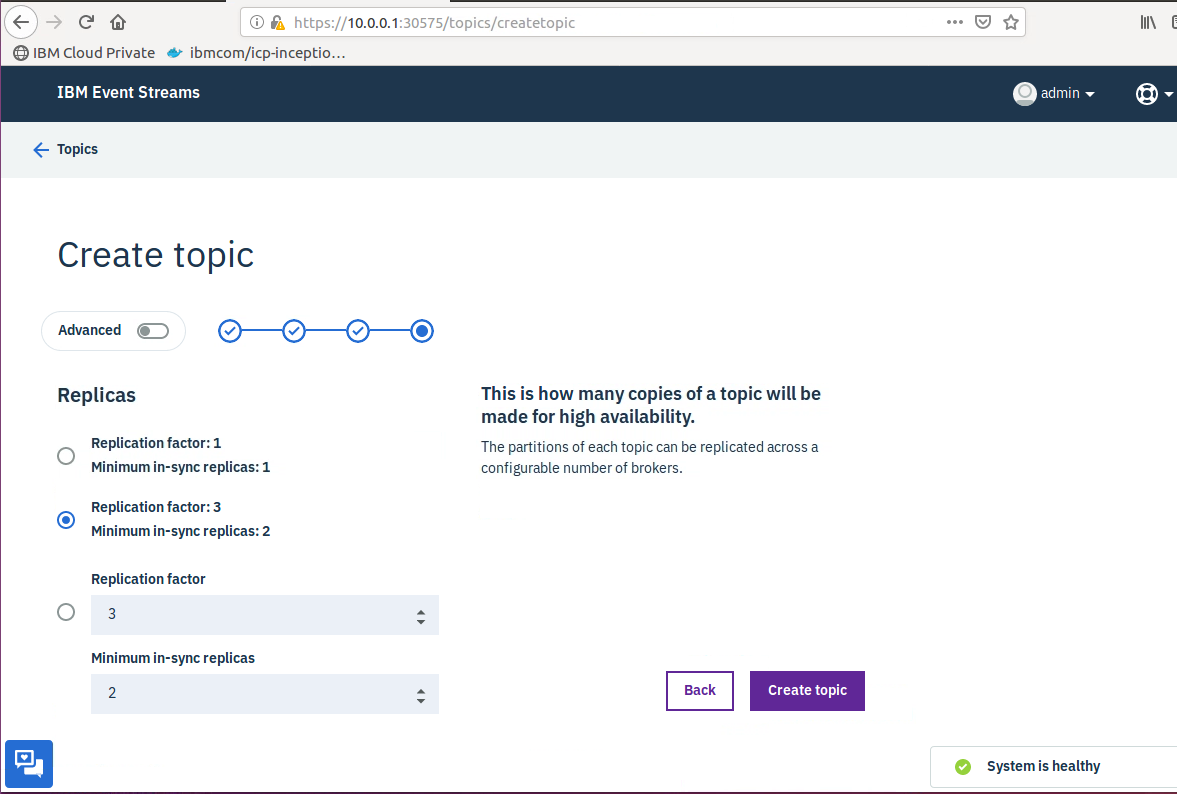 https://10.0.0.1:30575/topics/createtopic
IBM Cloud Private
ibmcom/icp-inceptio…
IBM Event Streams
admin
Topics
Create topic
Advanced
Replicas
Replication factor: 1
Minimum in-sync replicas: 1
Replication factor: 3
Minimum in-sync replicas: 2
Replication factor
3
Minimum in-sync replicas
2
This is how many copies of a topic will be
made for high availability.
The partitions of each topic can be replicated across a
configurable number of brokers.
Back
Create topic
System is healthy